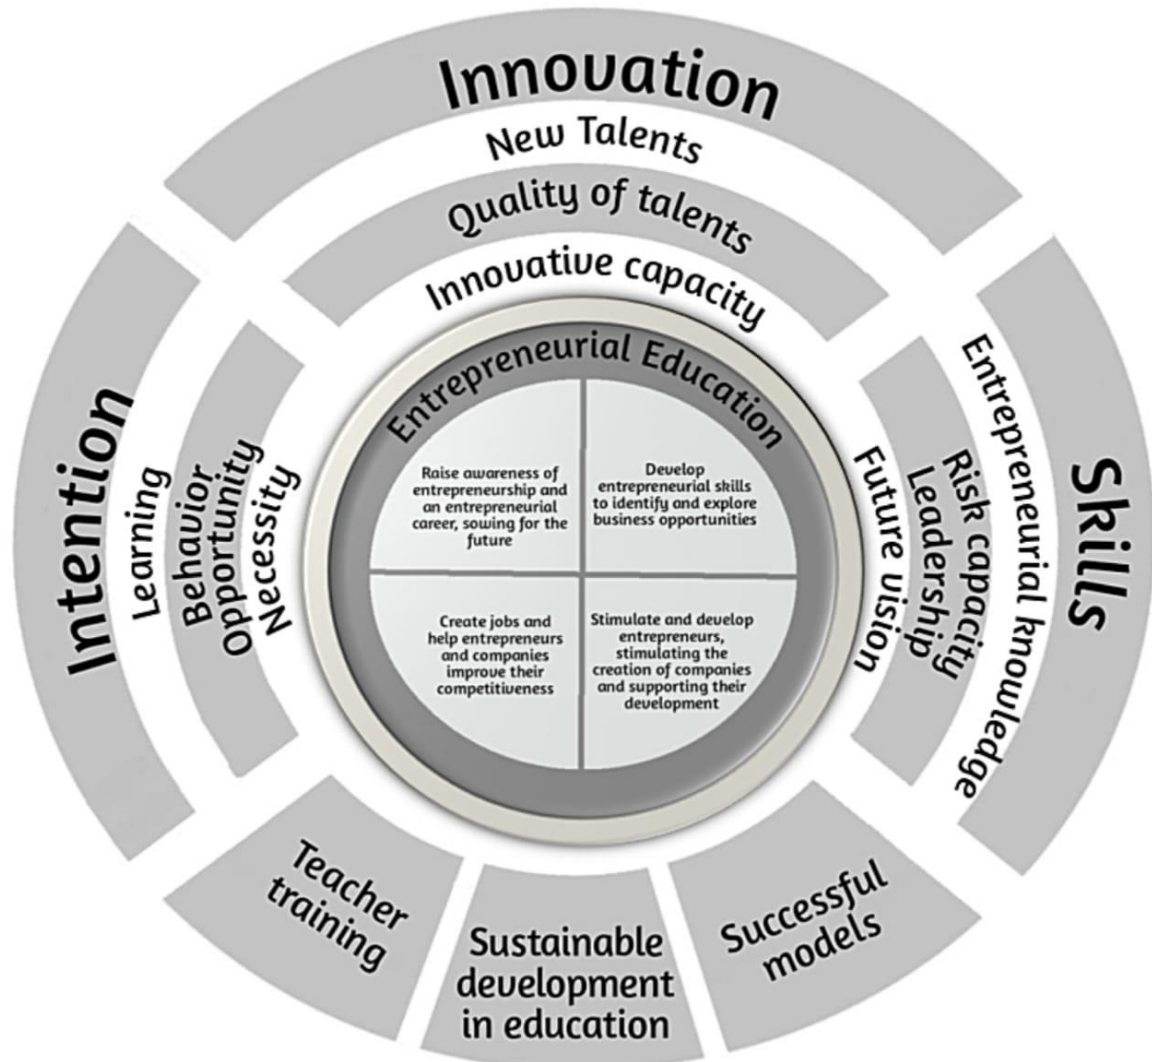 Innovation
New Talents
Quality of talents
Innovative capacity
Intention
Learning
Behavior
Opportunity
Necessity
Entrepreneurial Education
Raise awareness of
entrepreneurship and
an entrepreneurial
career, sowing for the
future
Develop
entrepreneurial skills
to identify and explore
business opportunities
Create jobs and
help entrepreneurs
and companies
improve their
competitiveness
Stimulate and develop
entrepreneurs,
stimulating the
creation of companies
and supporting their
development
Skills
Entrepreneurial knowledge
Risk capacity
Leadership
Future vision
Teacher
training
Sustainable
development
in education
Successful
models